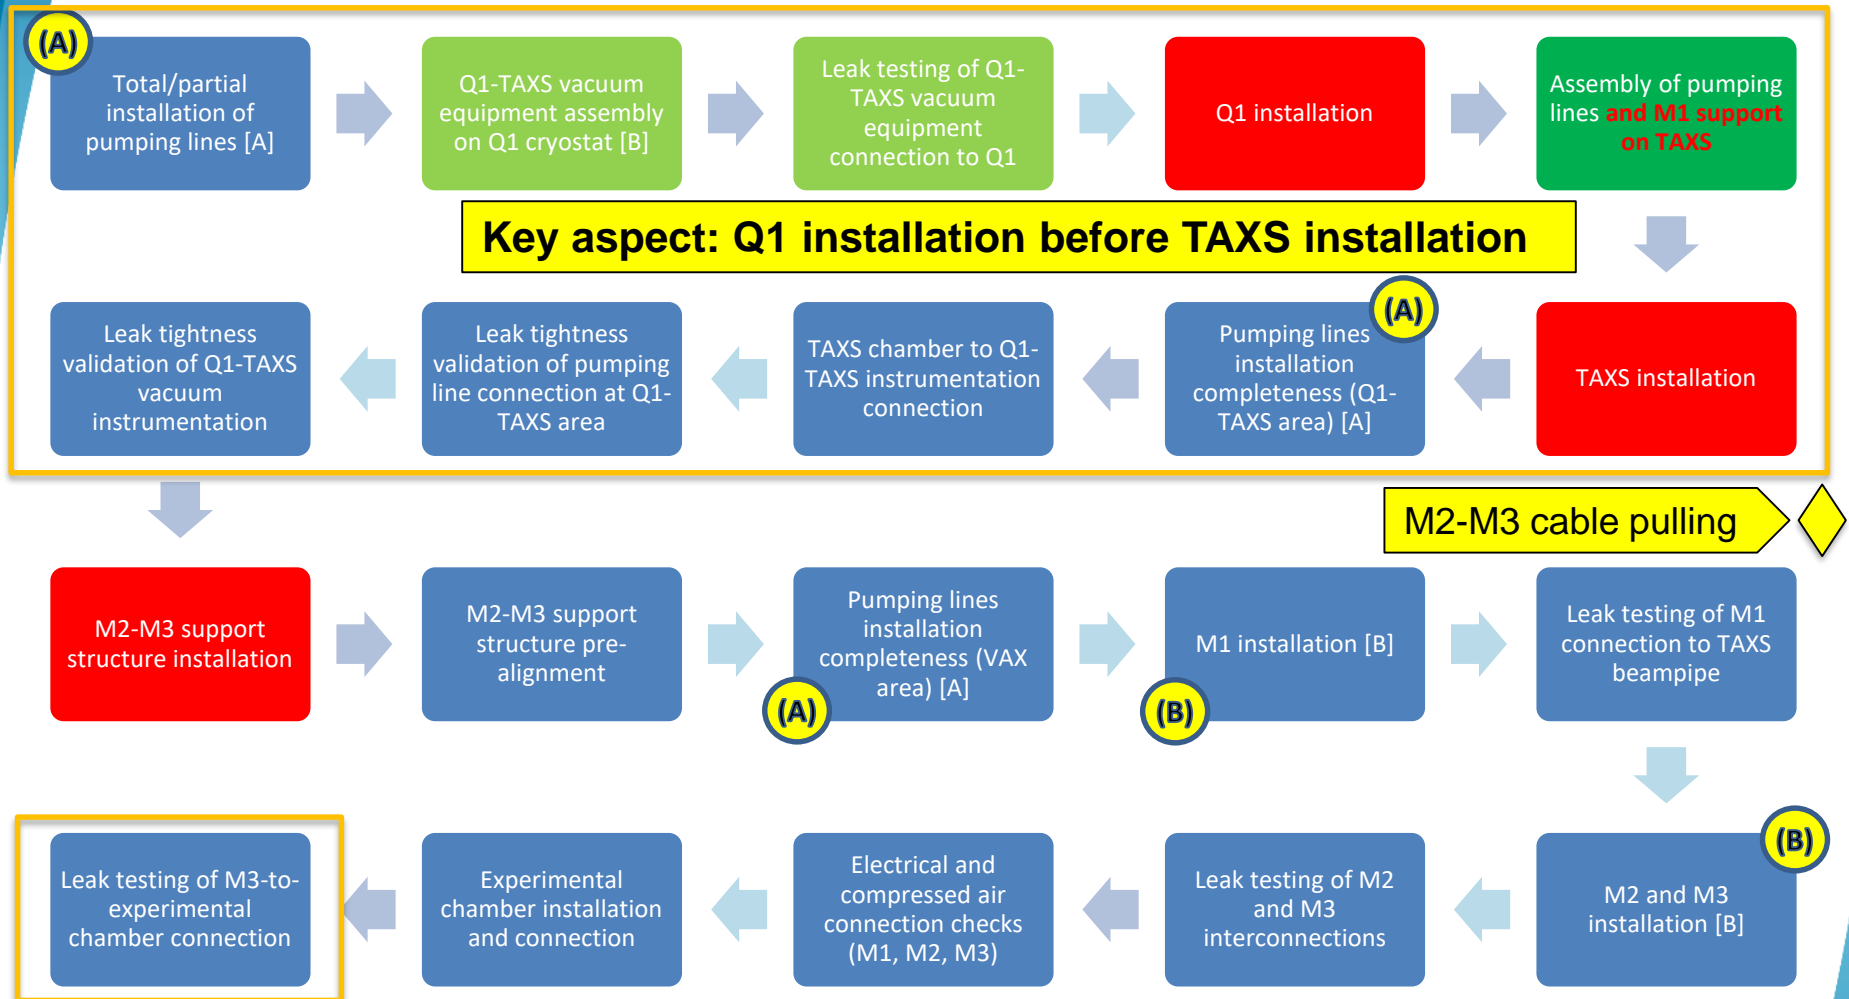 (A)
Total/partial
installation of
pumping lines [A]
Q1-TAXS vacuum
equipment assembly
on Q1 cryostat [B]
Leak testing of Q1-
TAXS vacuum
equipment
connection to Q1
Q1 installation
Assembly of pumping
lines and M1 support
on TAXS
Key aspect: Q1 installation before TAXS installation
Leak tightness
validation of Q1-TAXS
vacuum
instrumentation
Leak tightness
validation of pumping
line connection at Q1-
TAXS area
TAXS chamber to Q1-
TAXS instrumentation
connection
(A)
Pumping lines
installation
completeness (Q1-
TAXS area) [A]
TAXS installation
M2-M3 cable pulling
M2-M3 support
structure installation
M2-M3 support
structure pre-
alignment
Pumping lines
installation
completeness (VAX
area) [A]
(A)
M1 installation [B]
(B)
Leak testing of M1
connection to TAXS
beampipe
Leak testing of M3-to-
experimental
chamber connection
Experimental
chamber installation
and connection
Electrical and
compressed air
connection checks
(M1, M2, M3)
Leak testing of M2
and M3
interconnections
(B)
M2 and M3
installation [B]